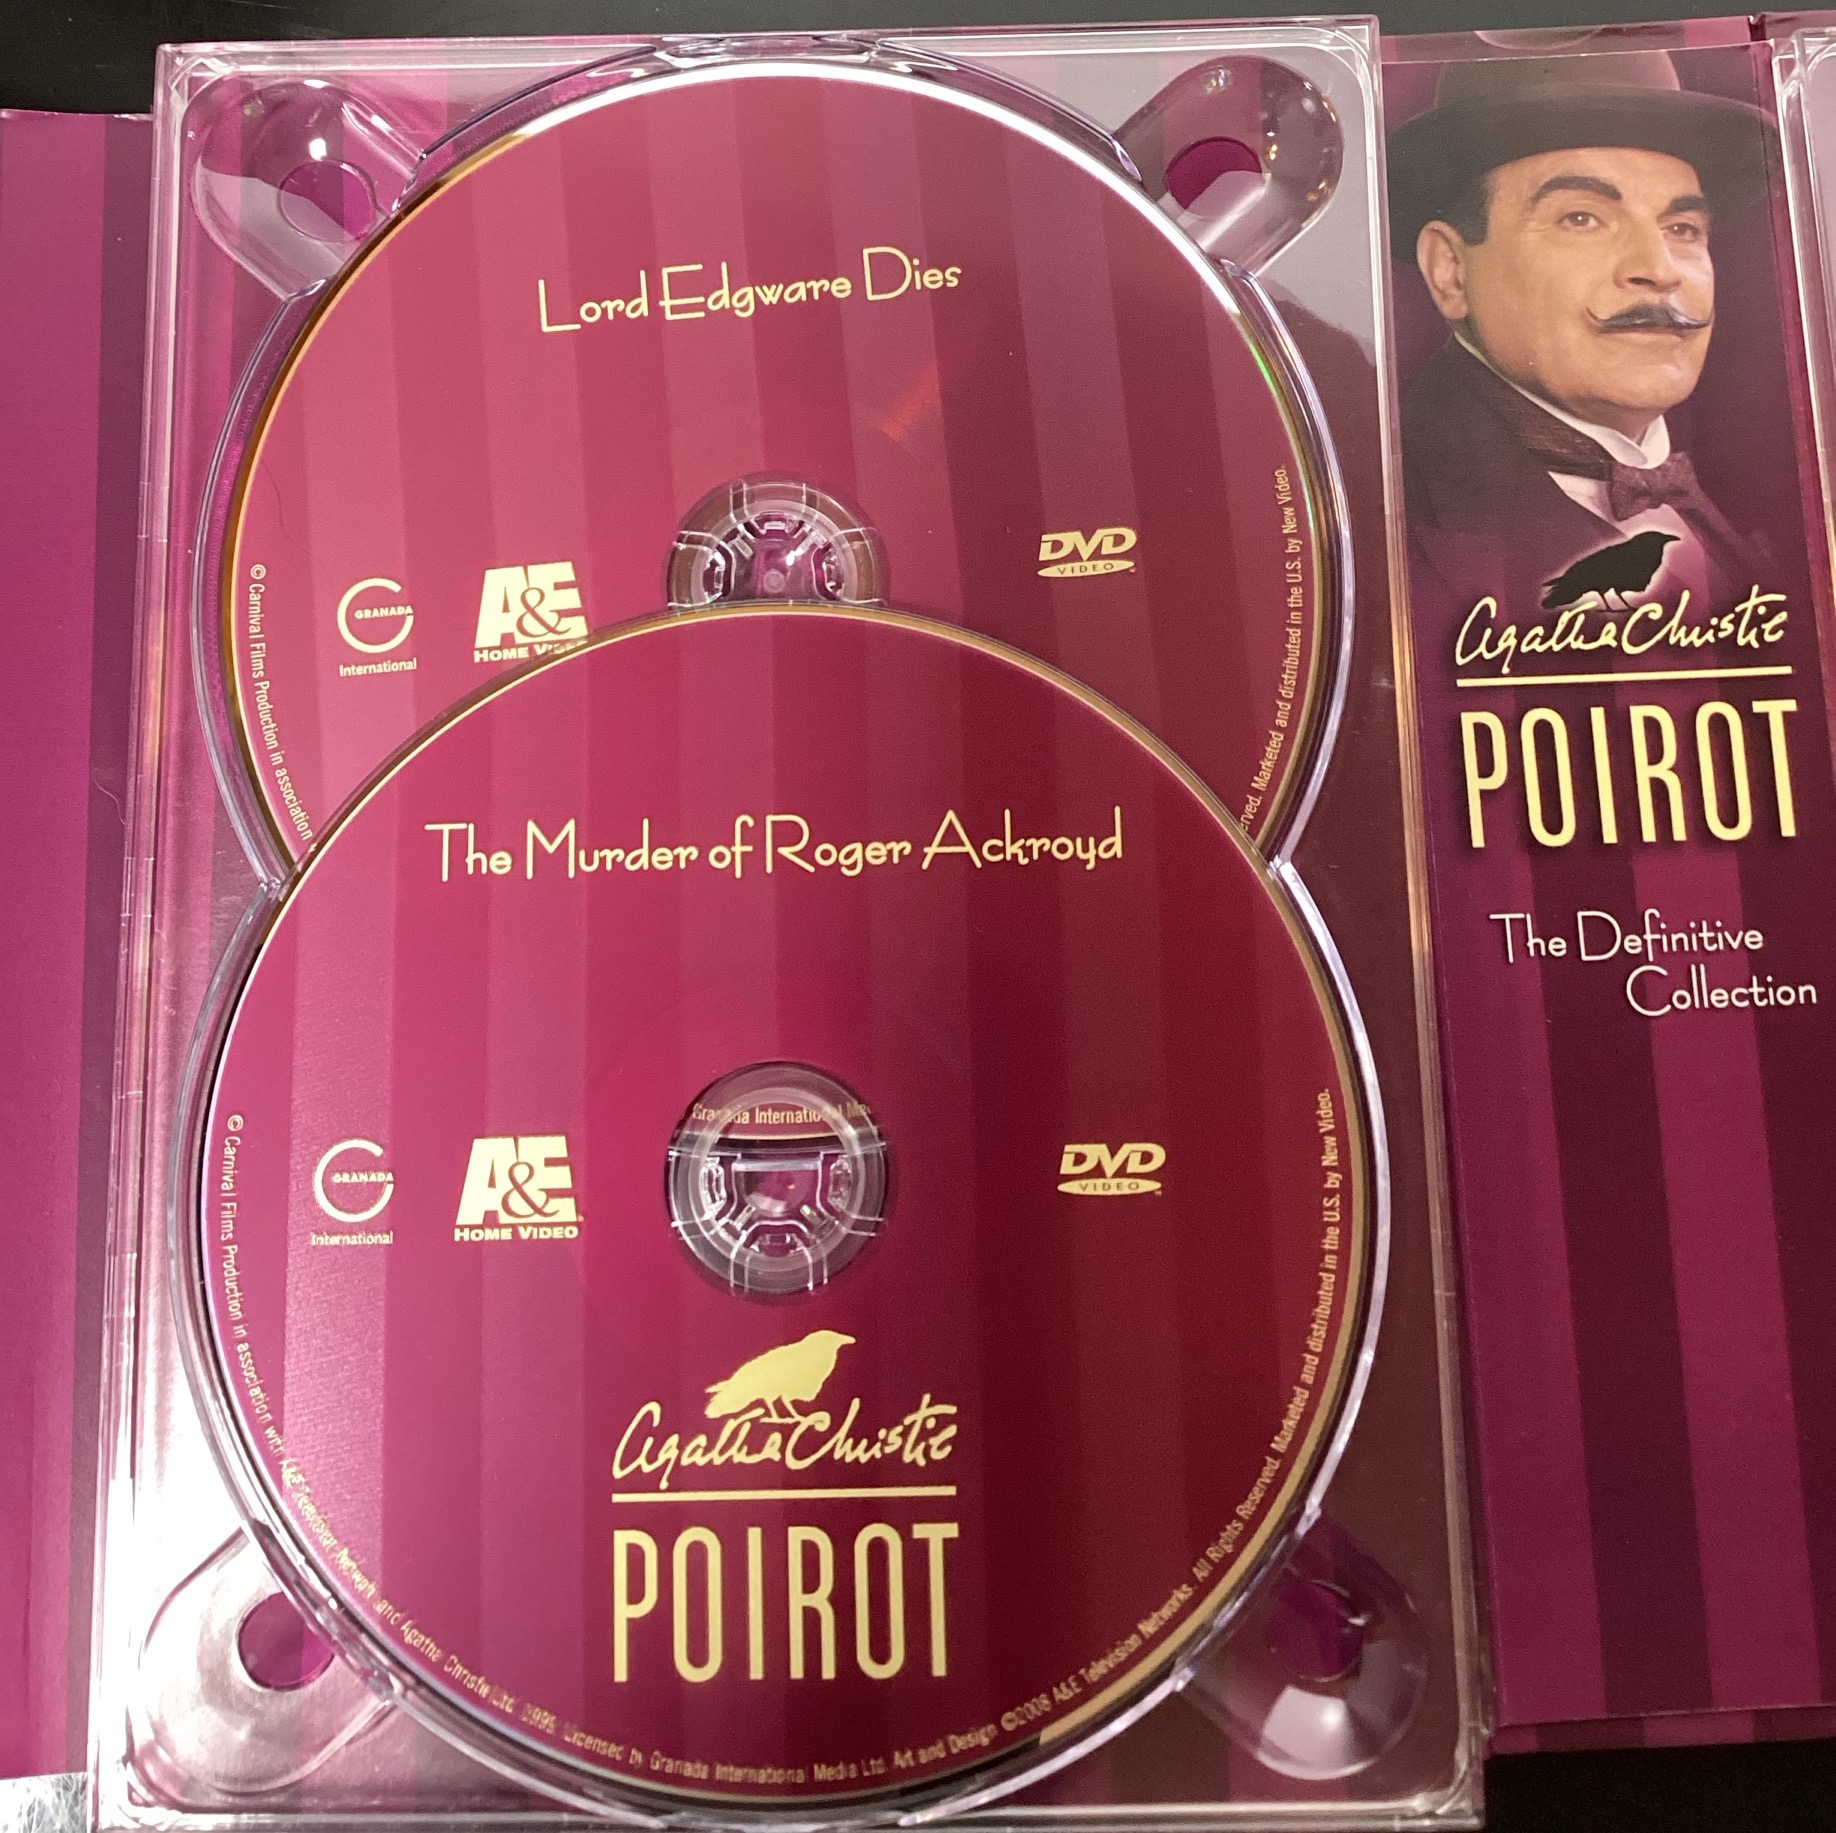 Lord Edgware Dies
GRANADA
International
A&E
HOME VIDEO
DVD
VIDEO
© Carnival Films Production in association
erved. Marketed and distributed in the U.S. by New Video.
The Murder of Roger Ackroyd
Granada International Me
GRANADA
International
A&E
HOME VIDEO
DVD
VIDEO
Agatha Christie
POIROT
© Carnival Films Production in association with A&E Television Network and Agatha Christie Ltd. 1999. Licensed by Granada International Media Ltd. Art and Design ©2008 A&E Television Networks. All Rights Reserved. Marketed and distributed in the U.S. by New Video.
Agatha Christie
POIROT
The Definitive
Collection